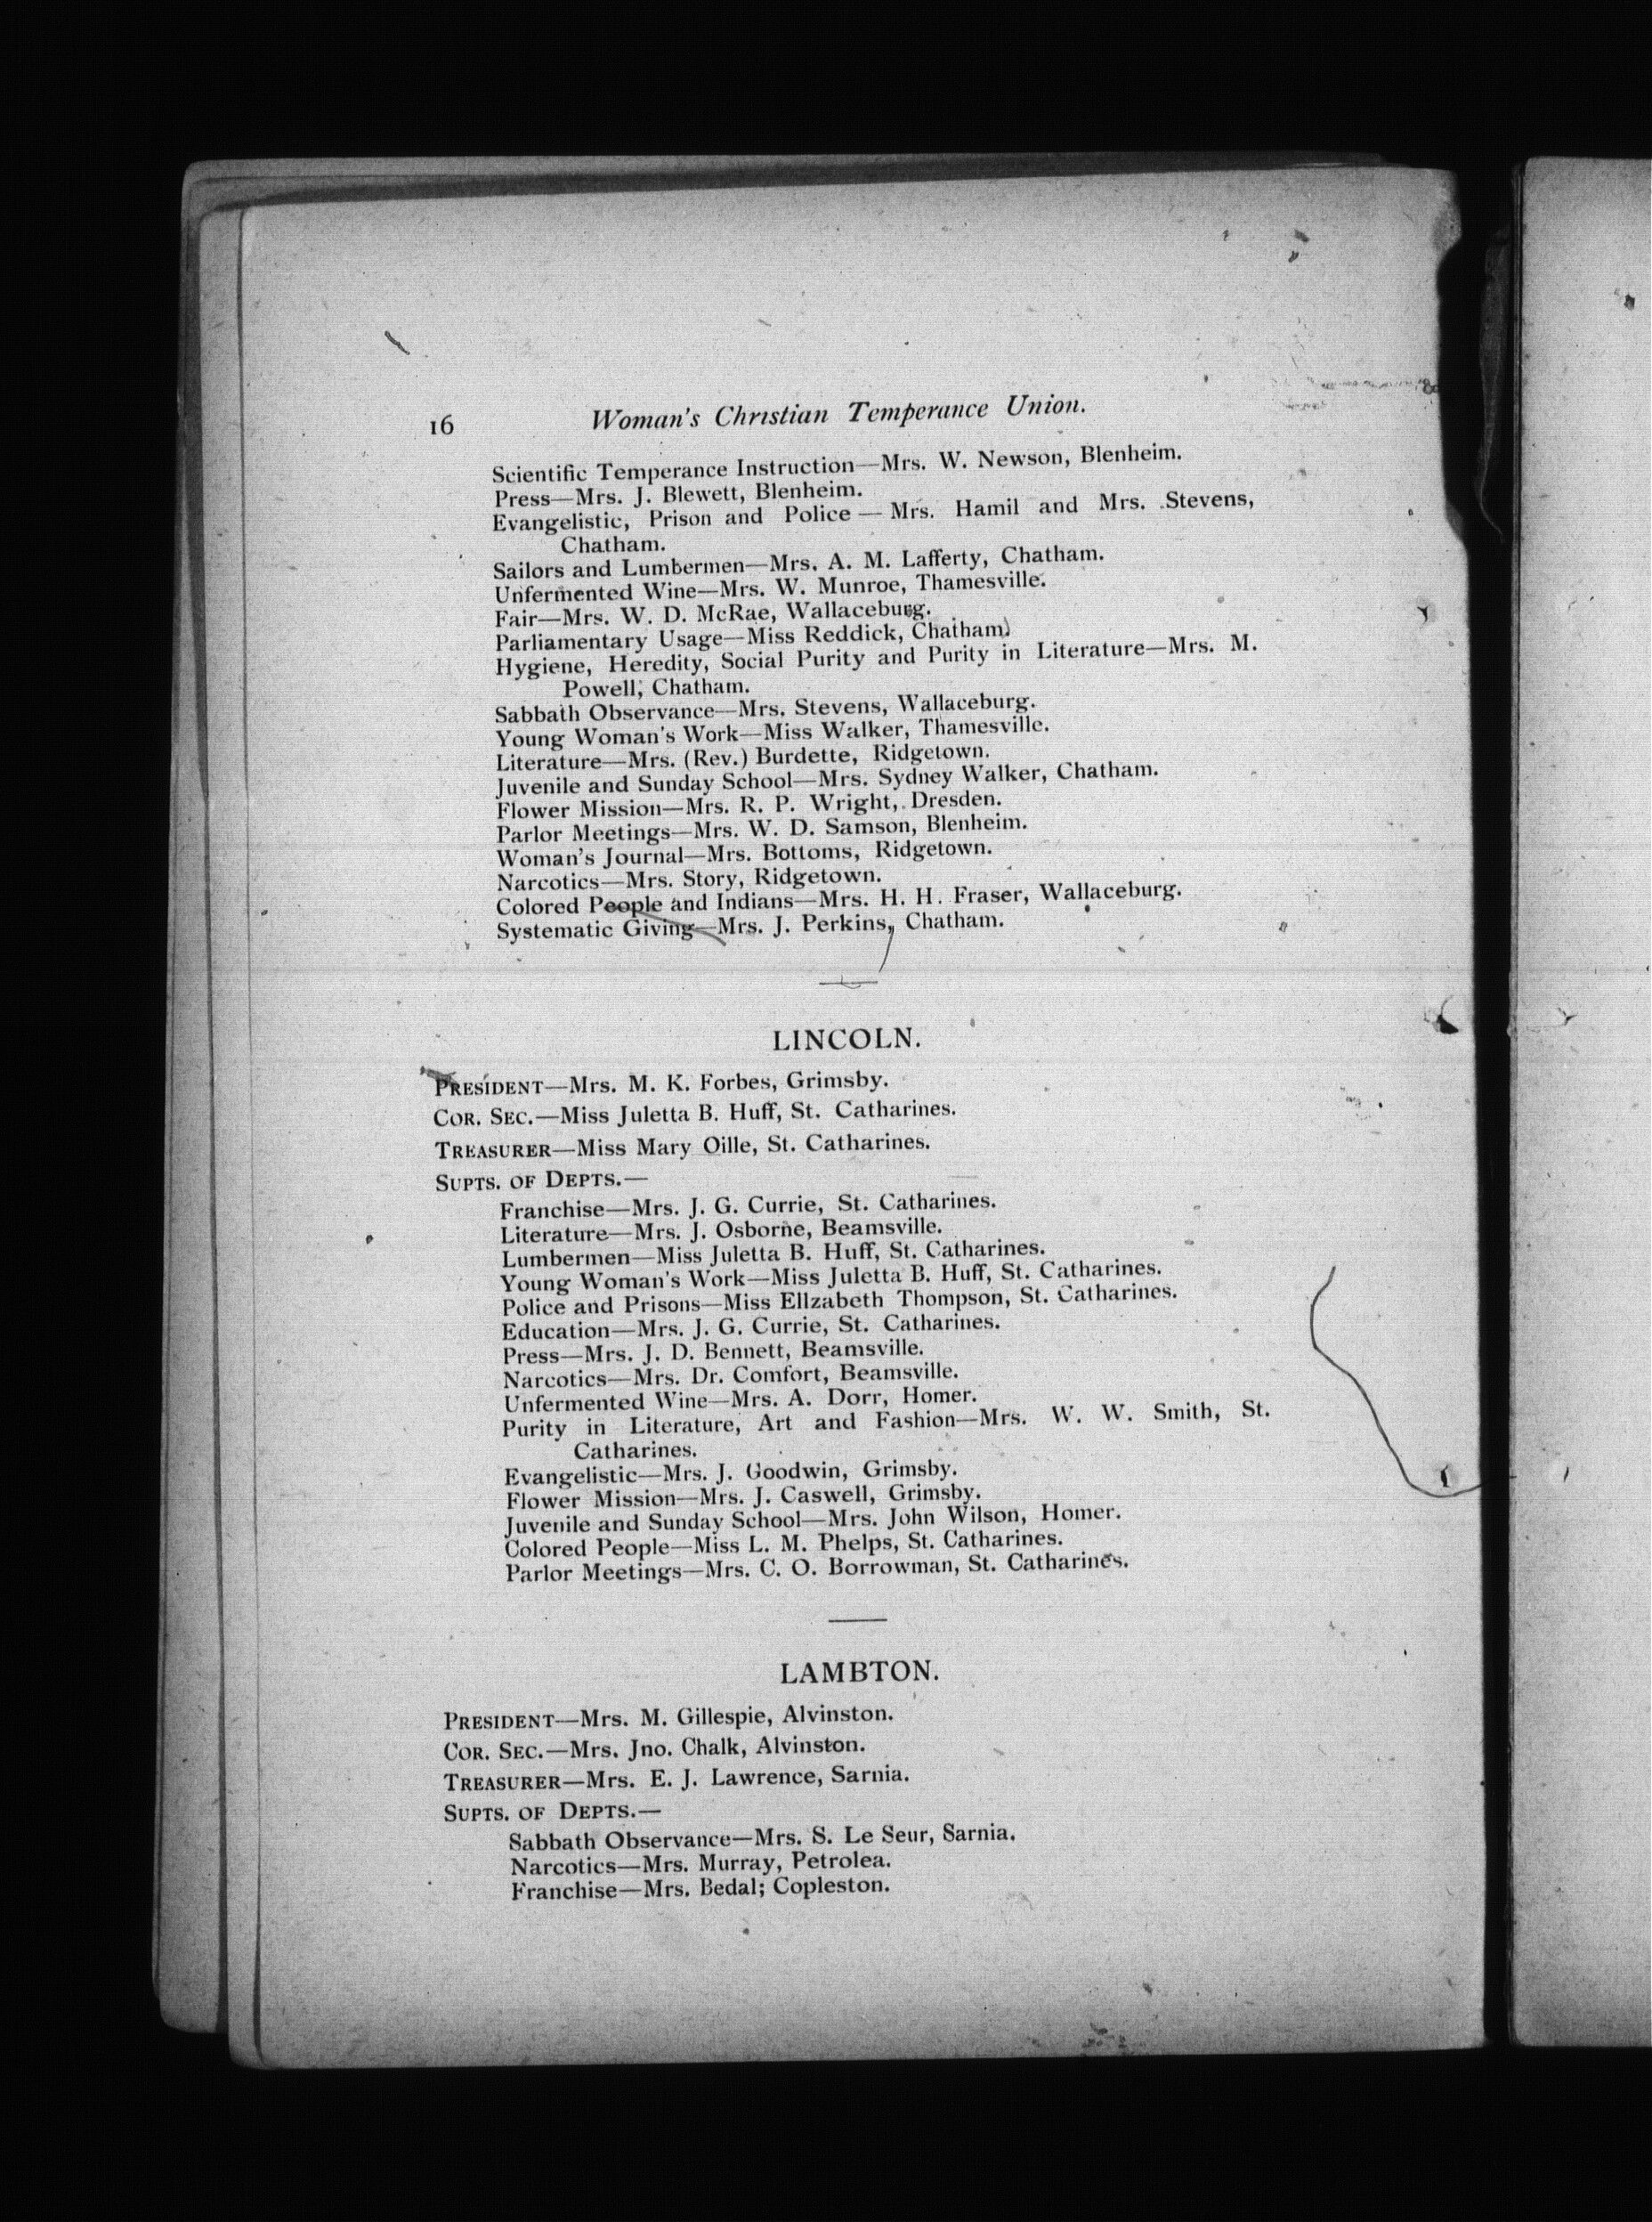 16 Woman's Christian Temperance Union.
Scientific Temperance Instruction—Mrs. W. Newson, Blenheim.
Press—Mrs. J. Blewett, Blenheim.
Evangelistic, Prison and Police — Mrs. Hamil and Mrs. Stevens,
Chatham.
Sailors and Lumbermen—Mrs. A. M. Lafferty, Chatham.
Unfermented Wine—Mrs. W. Munroe, Thamesville.
Fair—Mrs. W. D. McRae, Wallaceburg.
Parliamentary Usage—Miss Reddick, Chatham.
Hygiene, Heredity, Social Purity and Purity in Literature—Mrs. M.
Powell, Chatham.
Sabbath Observance—Mrs. Stevens, Wallaceburg.
Young Woman's Work—Miss Walker, Thamesville.
Literature—Mrs. (Rev.) Burdette, Ridgetown.
Juvenile and Sunday School—Mrs. Sydney Walker, Chatham.
Flower Mission—Mrs. R. P. Wright, Dresden.
Parlor Meetings—Mrs. W. D. Samson, Blenheim.
Woman's Journal—Mrs. Bottoms, Ridgetown.
Narcotics—Mrs. Story, Ridgetown.
Colored People and Indians—Mrs. H. H. Fraser, Wallaceburg.
Systematic Giving—Mrs. J. Perkins, Chatham.
LINCOLN.
PRESIDENT—Mrs. M. K. Forbes, Grimsby.
COR. SEC.—Miss Juletta B. Huff, St. Catharines.
TREASURER—Miss Mary Oille, St. Catharines.
SUPTS. OF DEPTS.—
Franchise—Mrs. J. G. Currie, St. Catharines.
Literature—Mrs. J. Osborne, Beamsville.
Lumbermen—Miss Juletta B. Huff, St. Catharines.
Young Woman's Work—Miss Juletta B. Huff, St. Catharines.
Police and Prisons—Miss Ellzabeth Thompson, St. Catharines.
Education—Mrs. J. G. Currie, St. Catharines.
Press—Mrs. J. D. Bennett, Beamsville.
Narcotics—Mrs. Dr. Comfort, Beamsville.
Unfermented Wine—Mrs. A. Dorr, Homer.
Purity in Literature, Art and Fashion—Mrs. W. W. Smith, St.
Catharines.
Evangelistic—Mrs. J. Goodwin, Grimsby.
Flower Mission—Mrs. J. Caswell, Grimsby.
Juvenile and Sunday School—Mrs. John Wilson, Homer.
Colored People—Miss L. M. Phelps, St. Catharines.
Parlor Meetings—Mrs. C. O. Borrowman, St. Catharines.
LAMBTON.
PRESIDENT—Mrs. M. Gillespie, Alvinston.
COR. SEC.—Mrs. Jno. Chalk, Alvinston.
TREASURER—Mrs. E. J. Lawrence, Sarnia.
SUPTS. OF DEPTS.—
Sabbath Observance—Mrs. S. Le Seur, Sarnia.
Narcotics—Mrs. Murray, Petrolea.
Franchise—Mrs. Bedal; Copleston.